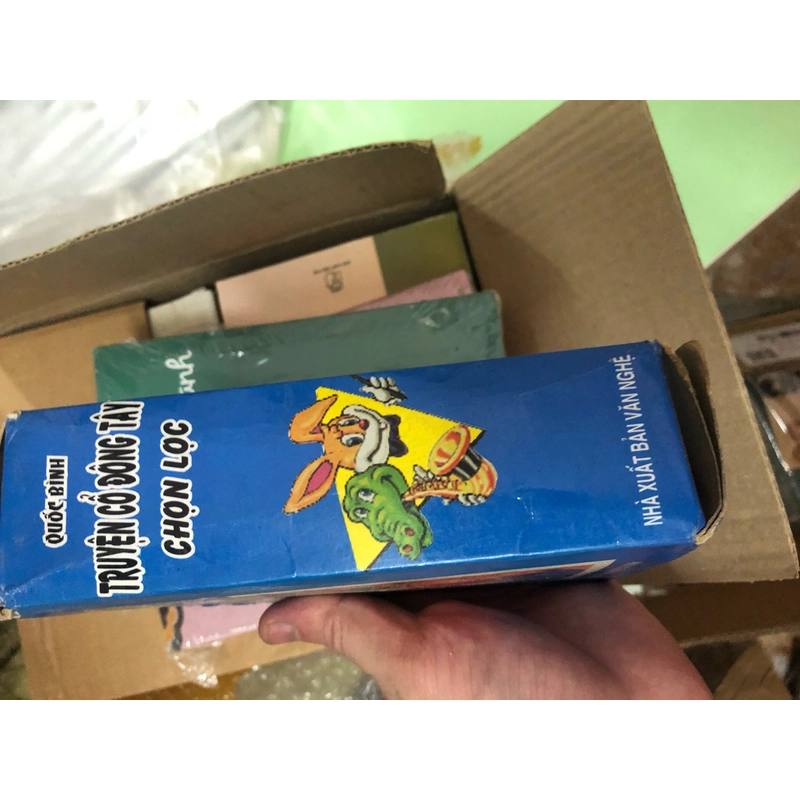 QUỐC BÌNH
TRUYỆN CỔ ĐÔNG TÂY
CHỌN LỌC
NHÀ XUẤT BẢN VĂN NGHỆ